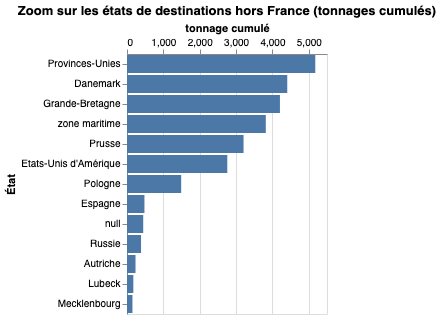 Zoom sur les états de destinations hors France (tonnages cumulés)
tonnage cumulé
0 1,000 2,000 3,000 4,000 5,000
État
Provinces-Unies
Danemark
Grande-Bretagne
zone maritime
Prusse
Etats-Unis d'Amérique
Pologne
Espagne
null
Russie
Autriche
Lubeck
Mecklenbourg